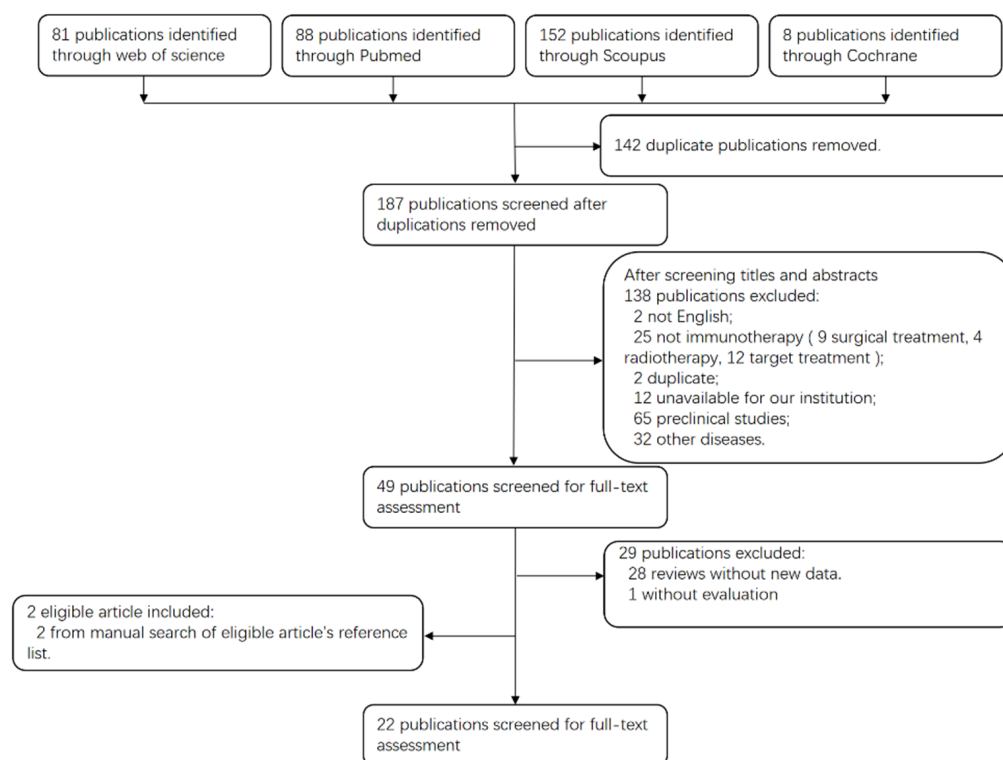 81 publications identified
through web of science
88 Publications identified
through Pubmed
152 publications identified
through Scoupus
8 publications identified
through Cochrane
142 duplicate publications removed.
187 publications screened after
duplications removed
After screening titles and abstracts
138 publications excluded:
2 not English;
25 not immunotherapy ( 9 surgical treatment, 4
radiotherapy, 12 target treatment );
2 duplicate;
12 unavailable for our institution;
65 preclinical studies;
32 other diseases.
49 publications screened for full-text
assessment
29 publications excluded:
28 reviews without new data.
1 without evaluation
2 eligible article included:
2 from manual search of eligible article's reference
list.
22 publications screened for full-text
assessment